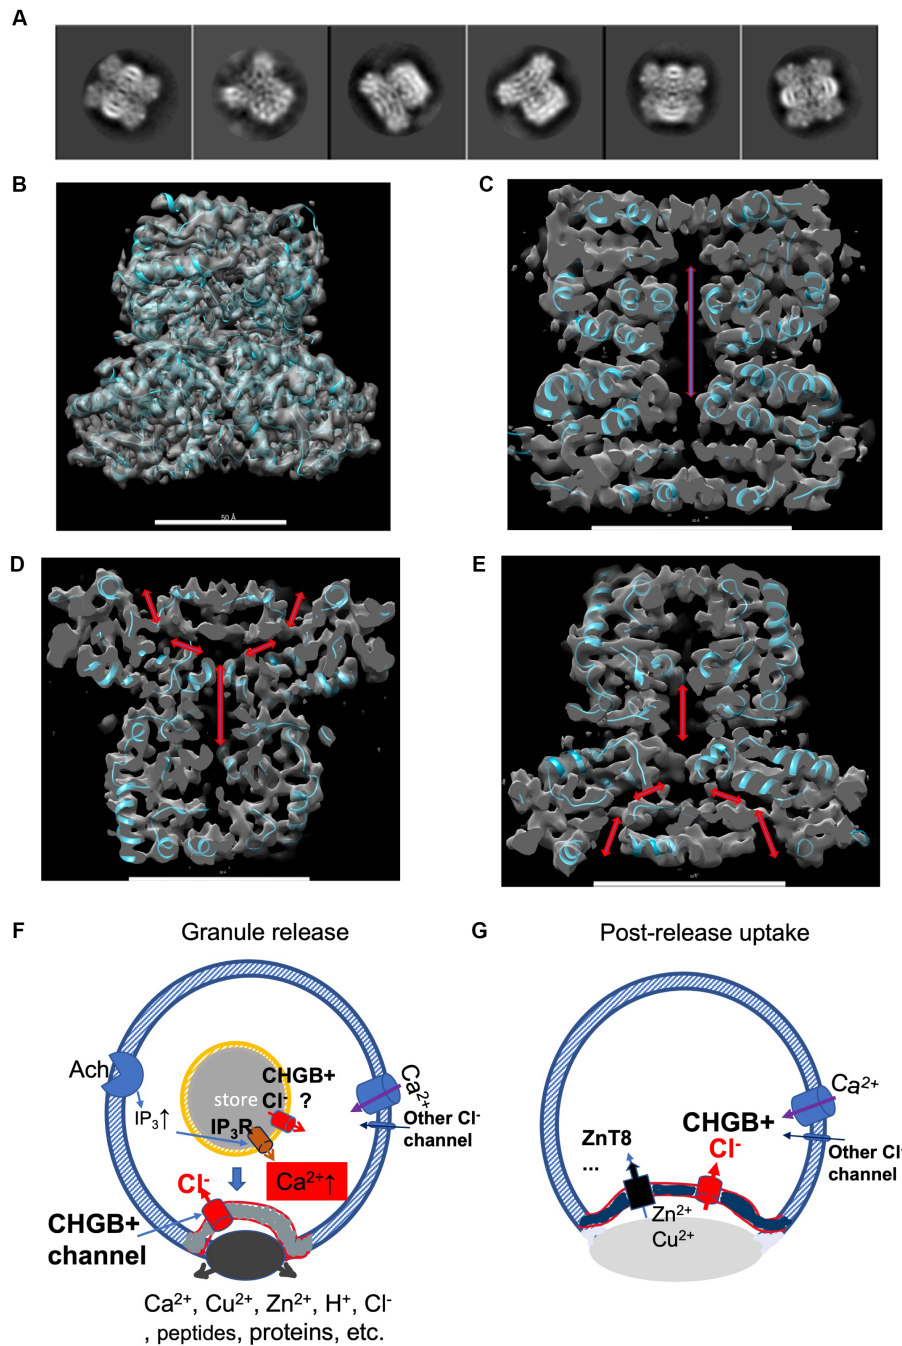 A
B
C
50 Å
D
E
F
Granule release
G
Post-release uptake
Ach
IP3↑
store
CHGB+
Cl- ?
IP3R
Ca2+
Other Cl-
channel
Ca2+↑
Cl-
CHGB+
channel
Ca2+, Cu2+, Zn2+, H+, Cl-
, peptides, proteins, etc.
ZnT8
...
CHGB+
Cl-
Ca2+
Other Cl-
channel
Zn2+
Cu2+